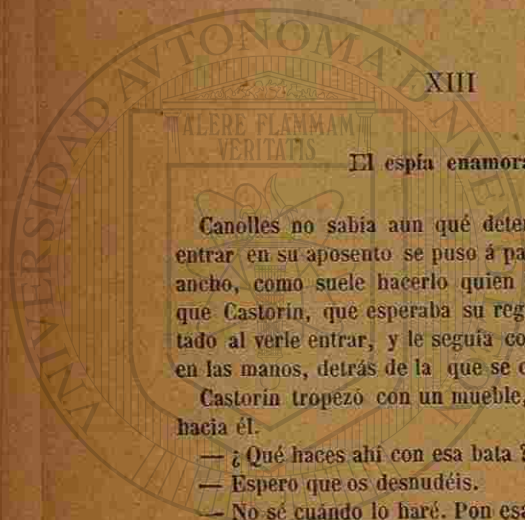 XIII
El espía enamora
Canolles no sabía aun qué deter
entrar en su aposento se puso á pa
ancho, como suele hacerlo quien
que Castorin, que esperaba su reg
tado al verle entrar, y le seguía co
en las manos, detrás de la que se o
Castorin tropezó con un mueble,
hacia él.
— ¿ Qué haces ahí con esa bata ?
— Espero que os desnudéis.
— No sé cuándo lo haré. Pon esa
UNIVERSIDAD AVTONOMA DE NVE
ALERE FLAMMAM
VERITATIS